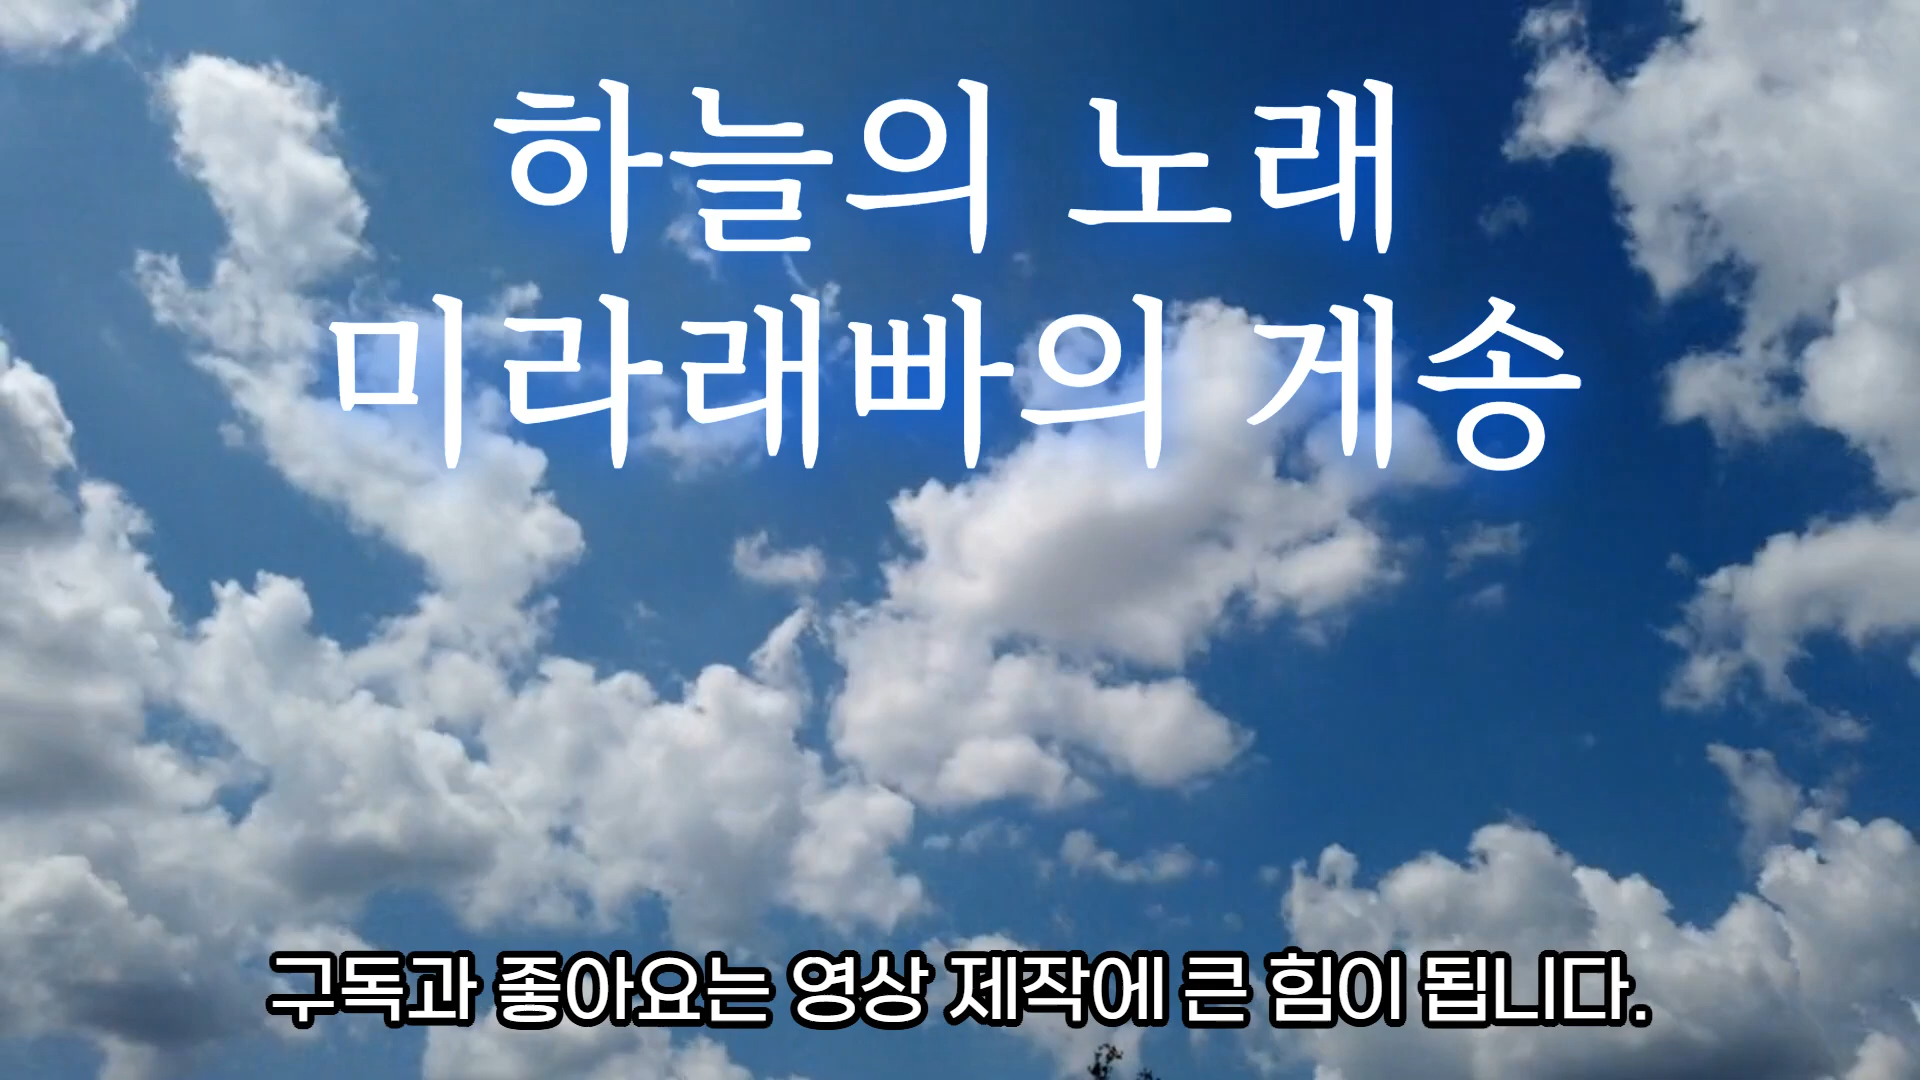 하늘의 노래
미라래빠의 게송
구독과 좋아요는 영상 제작에 큰 힘이 됩니다.